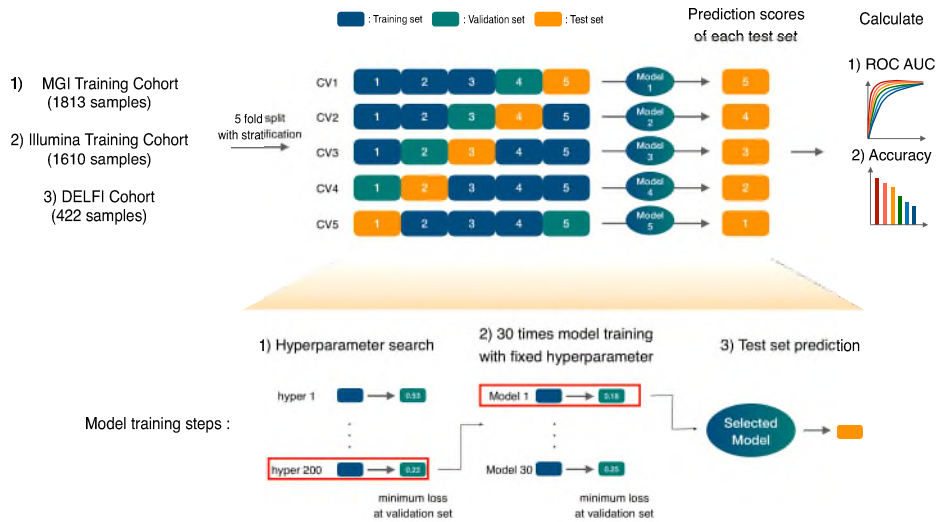 : Training set
: Validation set
: Test set
Prediction scores
of each test set
Calculate
1) MGI Training Cohort
(1813 samples)
2) Illumina Training Cohort
(1610 samples)
3) DELFI Cohort
(422 samples)
5 fold split
with stratification
CV1 1 2 3 4 5 Model 1 5
CV2 1 2 3 4 5 Model 2 4
CV3 1 2 3 4 5 Model 3 3
CV4 1 2 3 4 5 Model 4 2
CV5 1 2 3 4 5 Model 5 1
1) ROC AUC
2) Accuracy
1) Hyperparameter search
2) 30 times model training
with fixed hyperparameter
3) Test set prediction
Model training steps :
hyper 1 0.53
hyper 200 0.22
minimum loss
at validation set
Model 1 0.18
Model 30 0.25
minimum loss
at validation set
Selected
Model